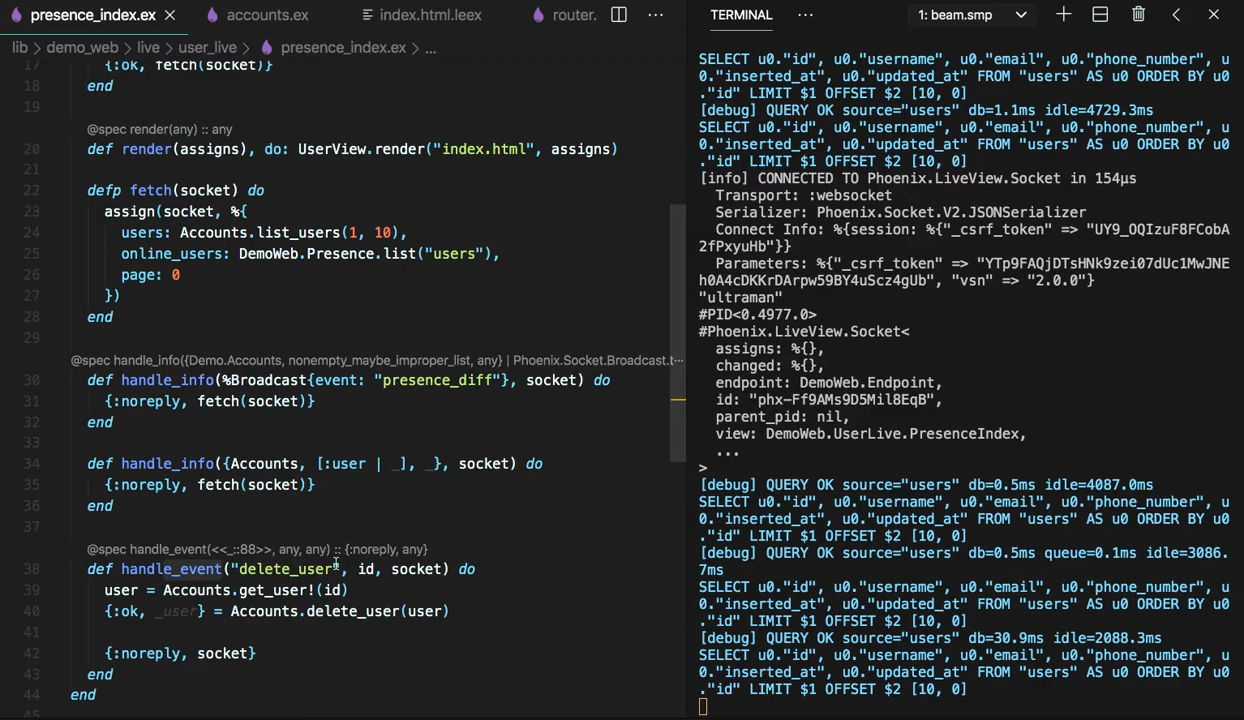 presence_index.ex
accounts.ex
index.html.leex
router.
lib > demo_web > live > user_live > presence_index.ex > ...
17 {:ok, fetch(socket)}
18 end
19
@spec render(any) :: any
20 def render(assigns), do: UserView.render("index.html", assigns)
21
22 defp fetch(socket) do
23 assign(socket, %{
24 users: Accounts.list_users(1, 10),
25 online_users: DemoWeb.Presence.list("users"),
26 page: 0
27 })
28 end
29
@spec handle_info({Demo.Accounts, nonempty_maybe_improper_list, any} | Phoenix.Socket.Broadcast.t...
30 def handle_info(%Broadcast{event: "presence_diff"}, socket) do
31 {:noreply, fetch(socket)}
32 end
33
34 def handle_info({Accounts, [:user | _], _}, socket) do
35 {:noreply, fetch(socket)}
36 end
37
@spec handle_event(<<_::88>>, any, any) :: {:noreply, any}
38 def handle_event("delete_user", id, socket) do
39 user = Accounts.get_user!(id)
40 {:ok, _user} = Accounts.delete_user(user)
41
42 {:noreply, socket}
43 end
44 end
45
TERMINAL
1: beam.smp
SELECT u0."id", u0."username", u0."email", u0."phone_number", u
0."inserted_at", u0."updated_at" FROM "users" AS u0 ORDER BY u0
."id" LIMIT $1 OFFSET $2 [10, 0]
[debug] QUERY OK source="users" db=1.1ms idle=4729.3ms
SELECT u0."id", u0."username", u0."email", u0."phone_number", u
0."inserted_at", u0."updated_at" FROM "users" AS u0 ORDER BY u0
."id" LIMIT $1 OFFSET $2 [10, 0]
[info] CONNECTED TO Phoenix.LiveView.Socket in 154µs
Transport: :websocket
Serializer: Phoenix.Socket.V2.JSONSerializer
Connect Info: %{session: %{"_csrf_token" => "UY9_OQIzuF8FCobA
2fPxyuHb"}}
Parameters: %{"_csrf_token" => "YTp9FAQjDTsHNk9zei07dUc1MwJNE
h0A4cDKKrDArpw59BY4uScz4gUb", "vsn" => "2.0.0"}
"ultraman"
#PID<0.4977.0>
#Phoenix.LiveView.Socket<
assigns: %{},
changed: %{},
endpoint: DemoWeb.Endpoint,
id: "phx-Ff9AMs9D5Mil8EqB",
parent_pid: nil,
view: DemoWeb.UserLive.PresenceIndex,
...
>
[debug] QUERY OK source="users" db=0.5ms idle=4087.0ms
SELECT u0."id", u0."username", u0."email", u0."phone_number", u
0."inserted_at", u0."updated_at" FROM "users" AS u0 ORDER BY u0
."id" LIMIT $1 OFFSET $2 [10, 0]
[debug] QUERY OK source="users" db=0.5ms queue=0.1ms idle=3086.
7ms
SELECT u0."id", u0."username", u0."email", u0."phone_number", u
0."inserted_at", u0."updated_at" FROM "users" AS u0 ORDER BY u0
."id" LIMIT $1 OFFSET $2 [10, 0]
[debug] QUERY OK source="users" db=30.9ms idle=2088.3ms
SELECT u0."id", u0."username", u0."email", u0."phone_number", u
0."inserted_at", u0."updated_at" FROM "users" AS u0 ORDER BY u0
."id" LIMIT $1 OFFSET $2 [10, 0]